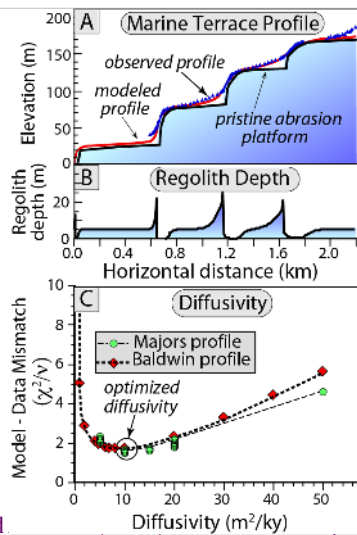 A
Marine Terrace Profile
200
150
100
50
0
Elevation (m)
observed profile
modeled
profile
pristine abrasion
platform
B
Regolith Depth
20
0
Regolith
depth (m)
0.0 0.4 0.8 1.2 1.6 2.0
Horizontal distance (km)
C
Diffusivity
10
8
6
4
2
0
Model - Data Mismatch
(χ²/ν)
Majors profile
Baldwin profile
optimized
diffusivity
0 10 20 30 40 50
Diffusivity (m²/ky)